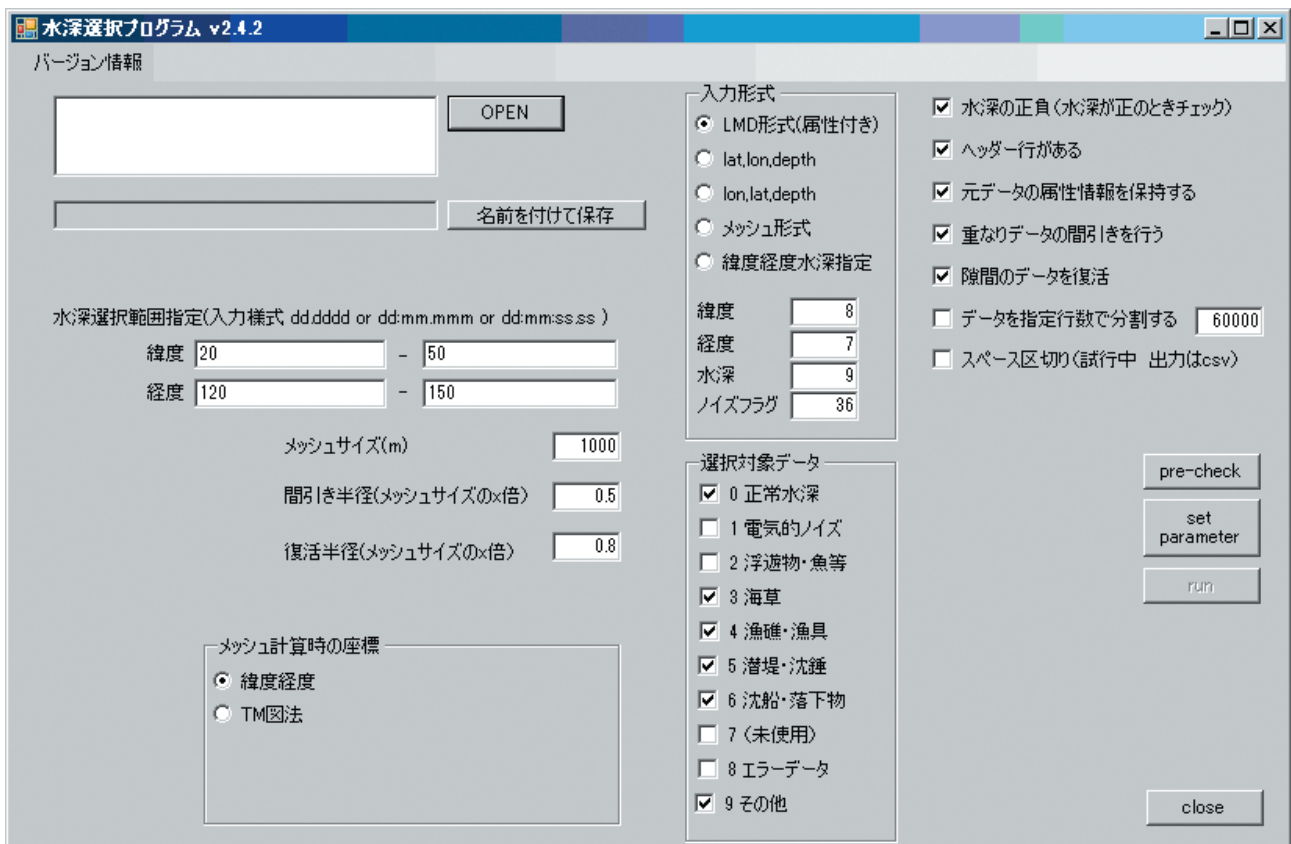 水深選択プログラム v2.4.2
バージョン情報
OPEN
名前を付けて保存
水深選択範囲指定(入力様式 dd.dddd or dd:mm.mmm or dd:mm:ss.ss )
緯度 20 - 50
経度 120 - 150
メッシュサイズ(m) 1000
間引き半径(メッシュサイズの×倍) 0.5
復活半径(メッシュサイズの×倍) 0.8
メッシュ計算時の座標
緯度経度
TM図法
入力形式
LMD形式(属性付き)
lat,lon,depth
lon,lat,depth
メッシュ形式
緯度経度水深指定
緯度 8
経度 7
水深 9
ノイズフラグ 36
選択対象データ
0 正常水深
1 電気的ノイズ
2 浮遊物・魚等
3 海草
4 漁礁・漁具
5 潜堤・沈錘
6 沈船・落下物
7 (未使用)
8 エラーデータ
9 その他
水深の正負(水深が正のときチェック)
ヘッダー行がある
元データの属性情報を保持する
重なりデータの間引きを行う
隙間のデータを復活
データを指定行数で分割する 60000
スペース区切り(試行中 出力はcsv)
pre-check
set
parameter
run
close